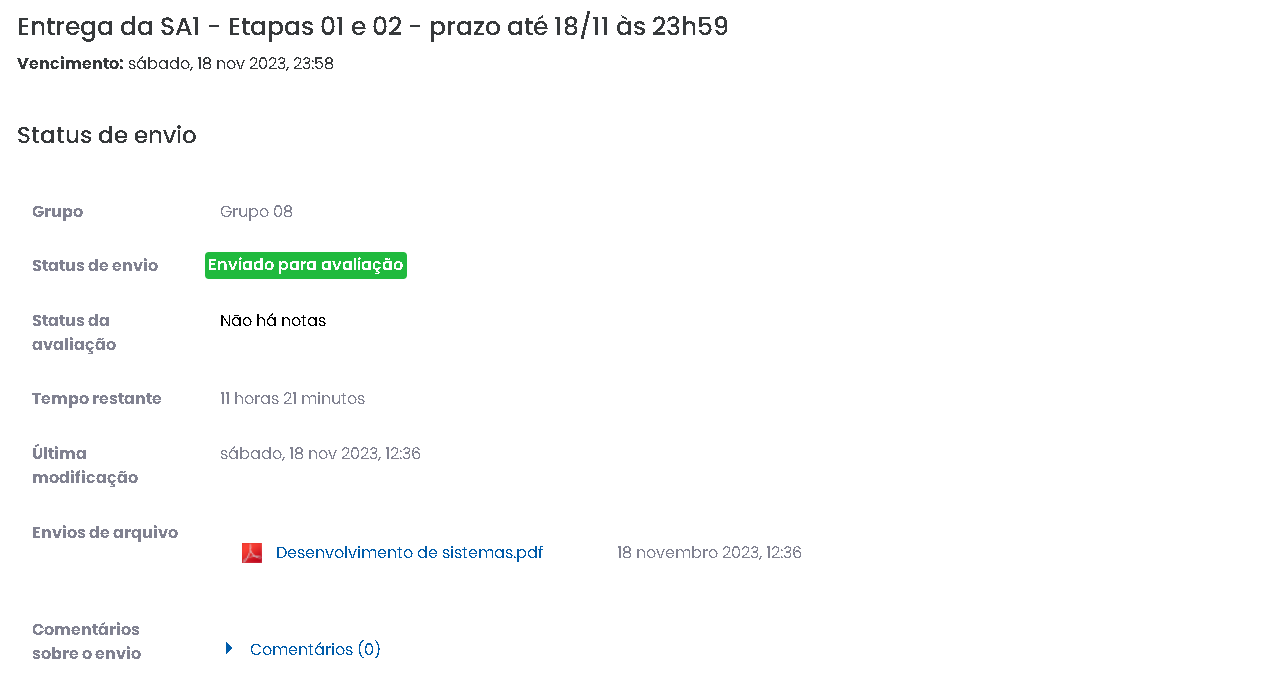 Entrega da SA1 - Etapas 01 e 02 - prazo até 18/11 às 23h59
Vencimento: sábado, 18 nov 2023, 23:58
Status de envio
Grupo
Grupo 08
Status de envio
Enviado para avaliação
Status da
avaliação
Não há notas
Tempo restante
11 horas 21 minutos
Última
modificação
sábado, 18 nov 2023, 12:36
Envios de arquivo
Desenvolvimento de sistemas.pdf
18 novembro 2023, 12:36
Comentários
sobre o envio
Comentários (0)